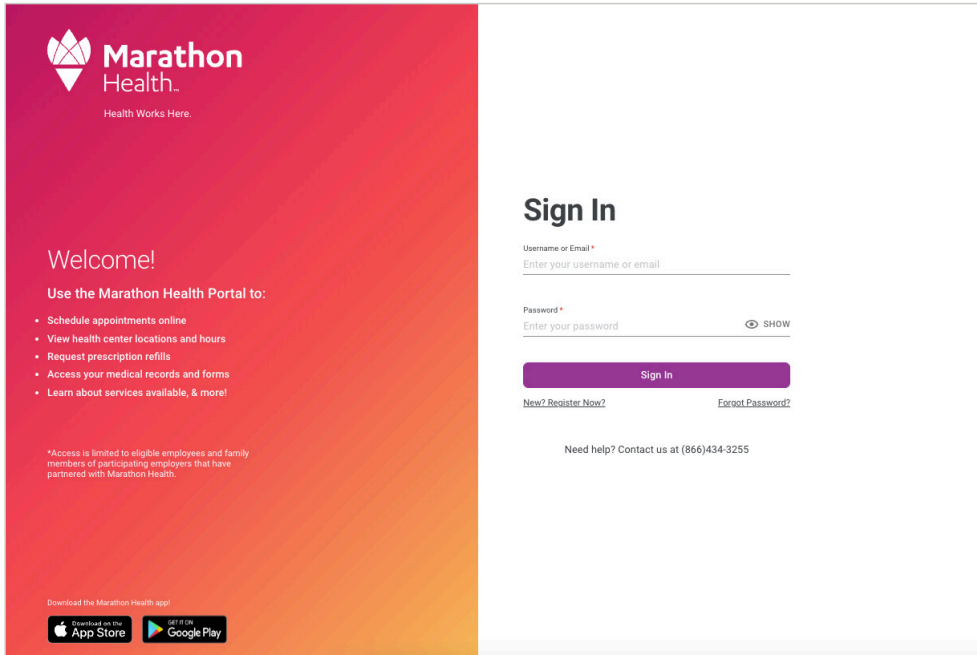 Marathon
Health™
Health Works Here.
Welcome!
Use the Marathon Health Portal to:
• Schedule appointments online
• View health center locations and hours
• Request prescription refills
• Access your medical records and forms
• Learn about services available, & more!
*Access is limited to eligible employees and family
members of participating employers that have
partnered with Marathon Health.
Download the Marathon Health app!
Download on the
App Store
GET IT ON
Google Play
Sign In
Username or Email *
Enter your username or email
Password *
Enter your password
SHOW
Sign In
New? Register Now?
Forgot Password?
Need help? Contact us at (866)434-3255